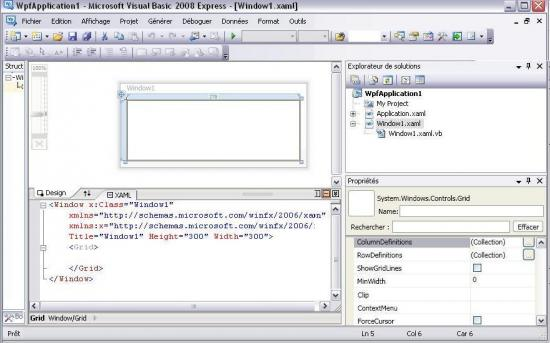 WpfApplication1 - Microsoft Visual Basic 2008 Express - [Window1.xaml]
Fichier Edition Affichage Projet Générer Déboguer Données Format Outils
Struct
Wi
100%
Window1
Design XAML
<Window x:Class="Window1"
xmlns="http://schemas.microsoft.com/winfx/2006/xaml
xmlns:x="http://schemas.microsoft.com/winfx/2006/
Title="Window1" Height="300" Width="300">
<Grid>
</Grid>
</Window>
Bo
Grid Window/Grid
Explorateur de solutions
WpfApplication1
My Project
Application.xaml
Window1.xaml
Window1.xaml.vb
Propriétés
System.Windows.Controls.Grid
Name:
Rechercher : Effacer
ColumnDefinitions (Collection) ...
RowDefinitions (Collection) ...
ShowGridLines
MinWidth 0
Clip
ContextMenu
ForceCursor
Prêt Ln 5 Col 6 Car 6